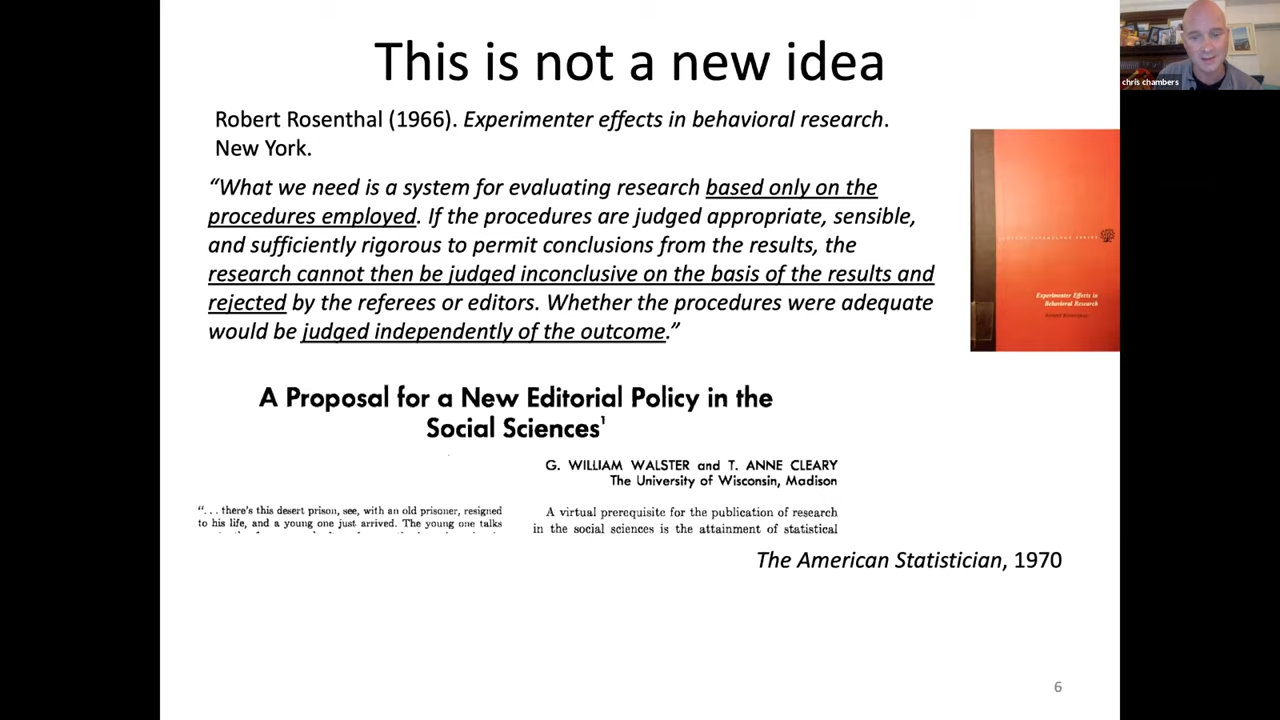 This is not a new idea
chris chambers
Robert Rosenthal (1966). Experimenter effects in behavioral research.
New York.
“What we need is a system for evaluating research based only on the
procedures employed. If the procedures are judged appropriate, sensible,
and sufficiently rigorous to permit conclusions from the results, the
research cannot then be judged inconclusive on the basis of the results and
rejected by the referees or editors. Whether the procedures were adequate
would be judged independently of the outcome.”
Experimenter Effects in
Behavioral Research
A Proposal for a New Editorial Policy in the
Social Sciences¹
G. WILLIAM WALSTER and T. ANNE CLEARY
The University of Wisconsin, Madison
“. . . there's this desert prison, see, with an old prisoner, resigned
to his life, and a young one just arrived. The young one talks
A virtual prerequisite for the publication of research
in the social sciences is the attainment of statistical
The American Statistician, 1970
6